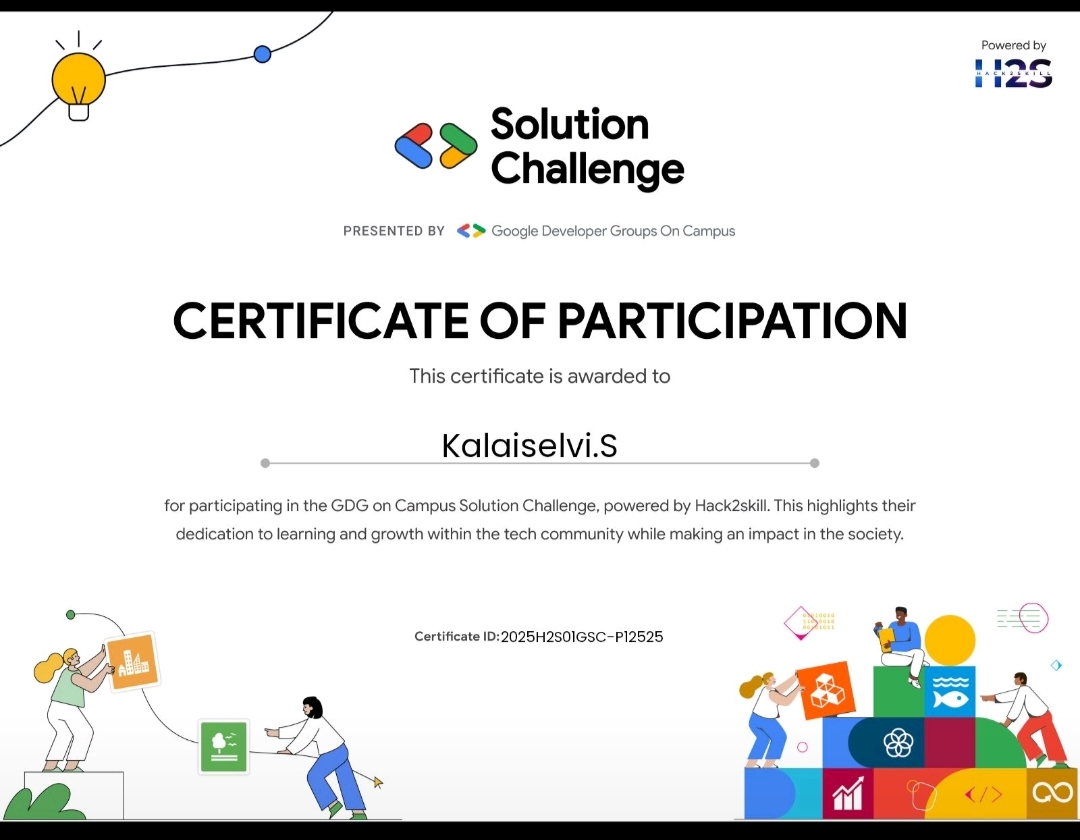 Powered by
H2S
HACK2SKILL
Solution
Challenge
PRESENTED BY Google Developer Groups On Campus
CERTIFICATE OF PARTICIPATION
This certificate is awarded to
Kalaiselvi.S
for participating in the GDG on Campus Solution Challenge, powered by Hack2skill. This highlights their
dedication to learning and growth within the tech community while making an impact in the society.
Certificate ID:2025H2S01GSC-P12525